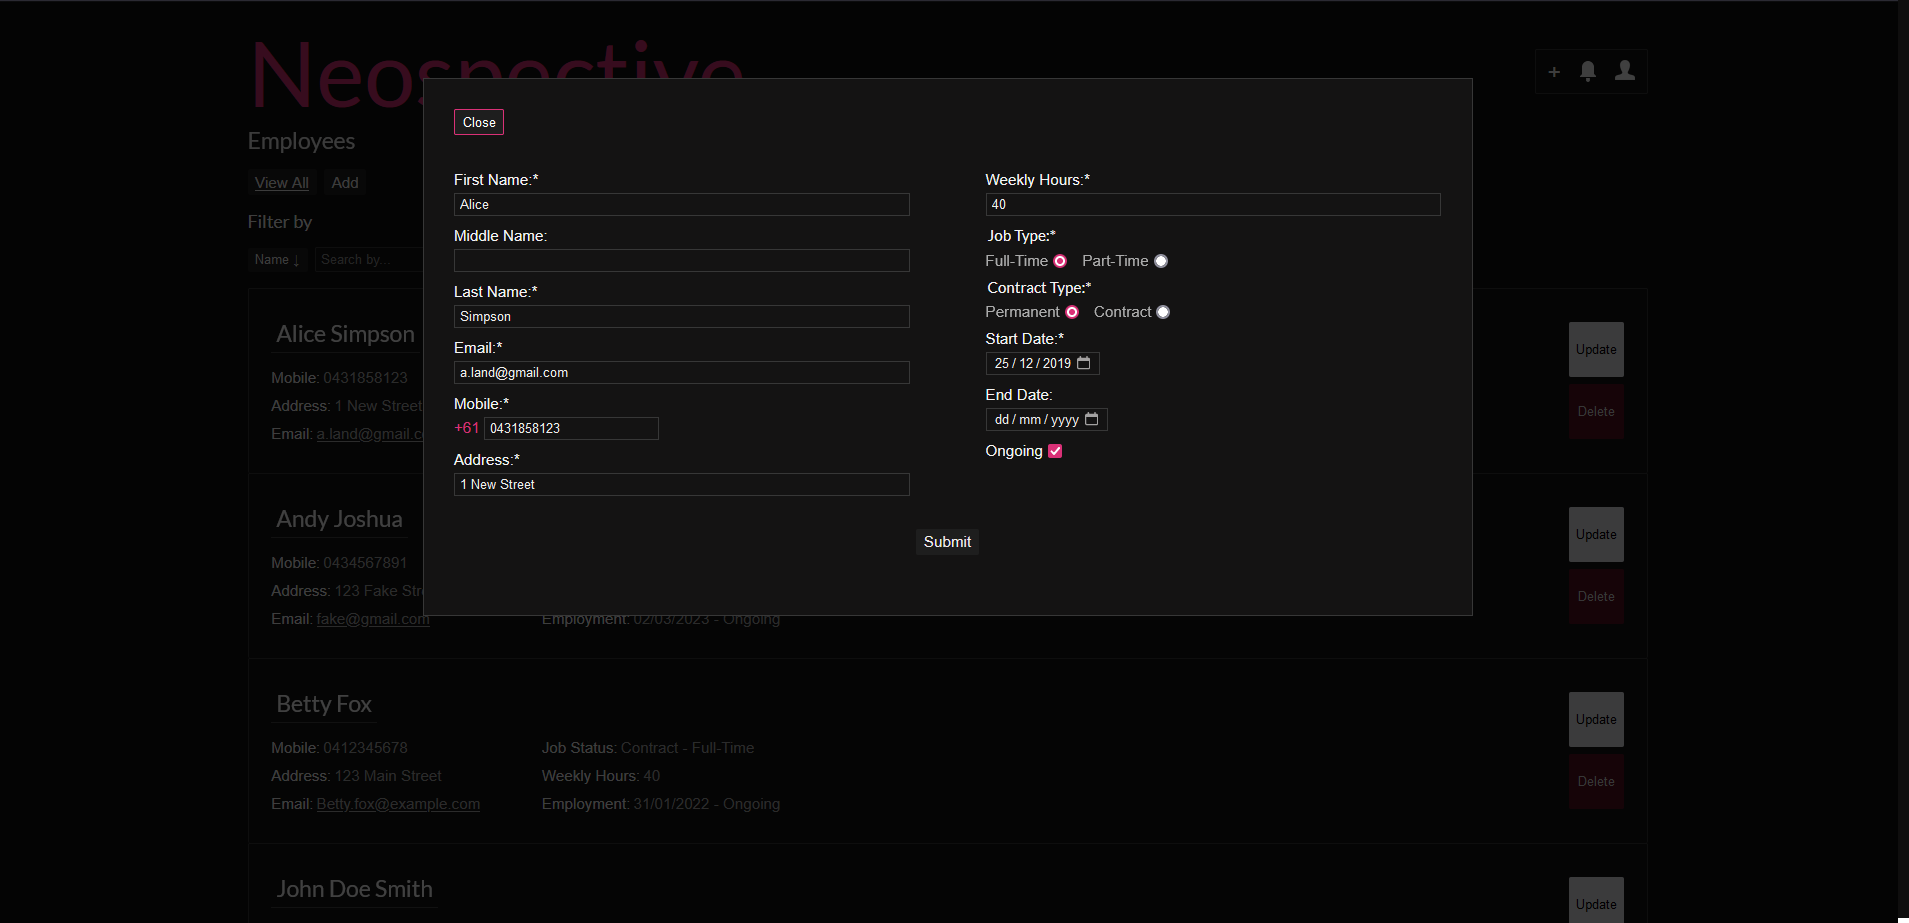 Neospective
Employees
View All Add
Filter by
Name ↓ Search by...
Close
First Name:*
Alice
Middle Name:
Last Name:*
Simpson
Email:*
a.land@gmail.com
Mobile:*
+61 0431858123
Address:*
1 New Street
Weekly Hours:*
40
Job Type:*
Full-Time Part-Time
Contract Type:*
Permanent Contract
Start Date:*
25 / 12 / 2019
End Date:
dd / mm / yyyy
Ongoing
Submit
Alice Simpson
Mobile: 0431858123
Address: 1 New Street
Email: a.land@gmail.c
Update
Delete
Andy Joshua
Mobile: 0434567891
Address: 123 Fake Str
Email: fake@gmail.com
Employment: 02/03/2023 - Ongoing
Update
Delete
Betty Fox
Mobile: 0412345678
Address: 123 Main Street
Email: Betty.fox@example.com
Job Status: Contract - Full-Time
Weekly Hours: 40
Employment: 31/01/2022 - Ongoing
Update
Delete
John Doe Smith
Update